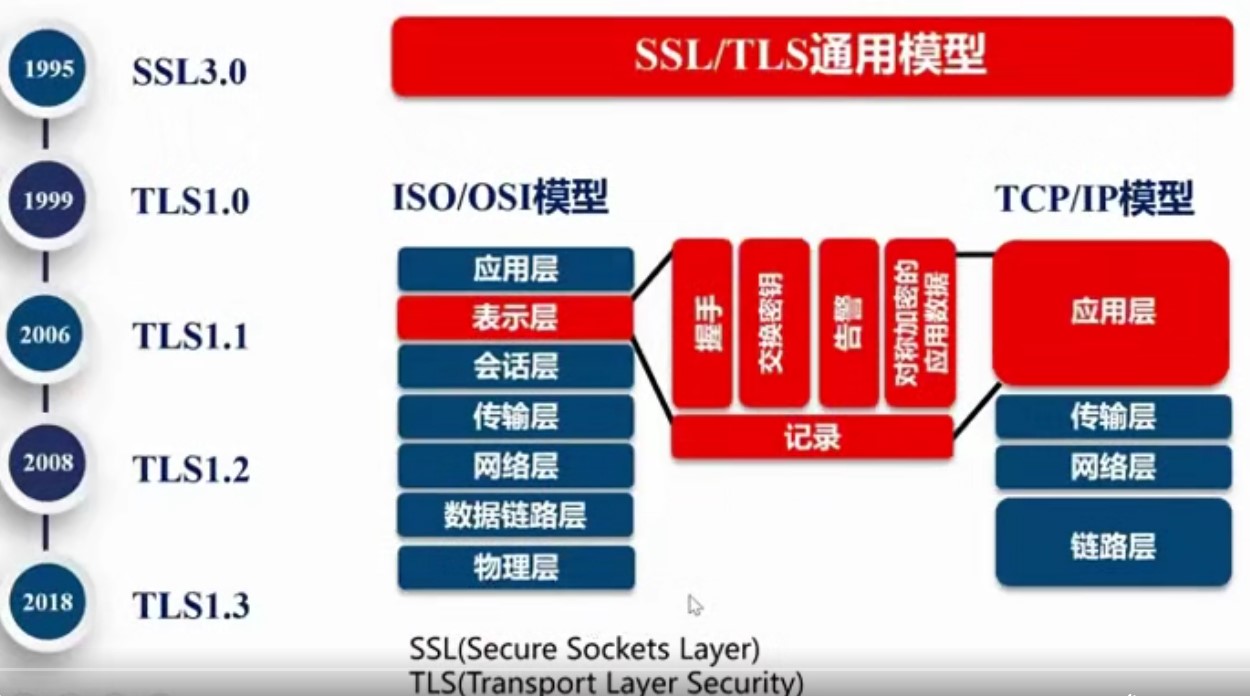 1995
SSL3.0
1999
TLS1.0
2006
TLS1.1
2008
TLS1.2
2018
TLS1.3
SSL/TLS通用模型
ISO/OSI模型
应用层
表示层
会话层
传输层
网络层
数据链路层
物理层
握手
交换密钥
告警
对称加密的
应用数据
记录
TCP/IP模型
应用层
传输层
网络层
链路层
SSL(Secure Sockets Layer)
TLS(Transport Layer Security)